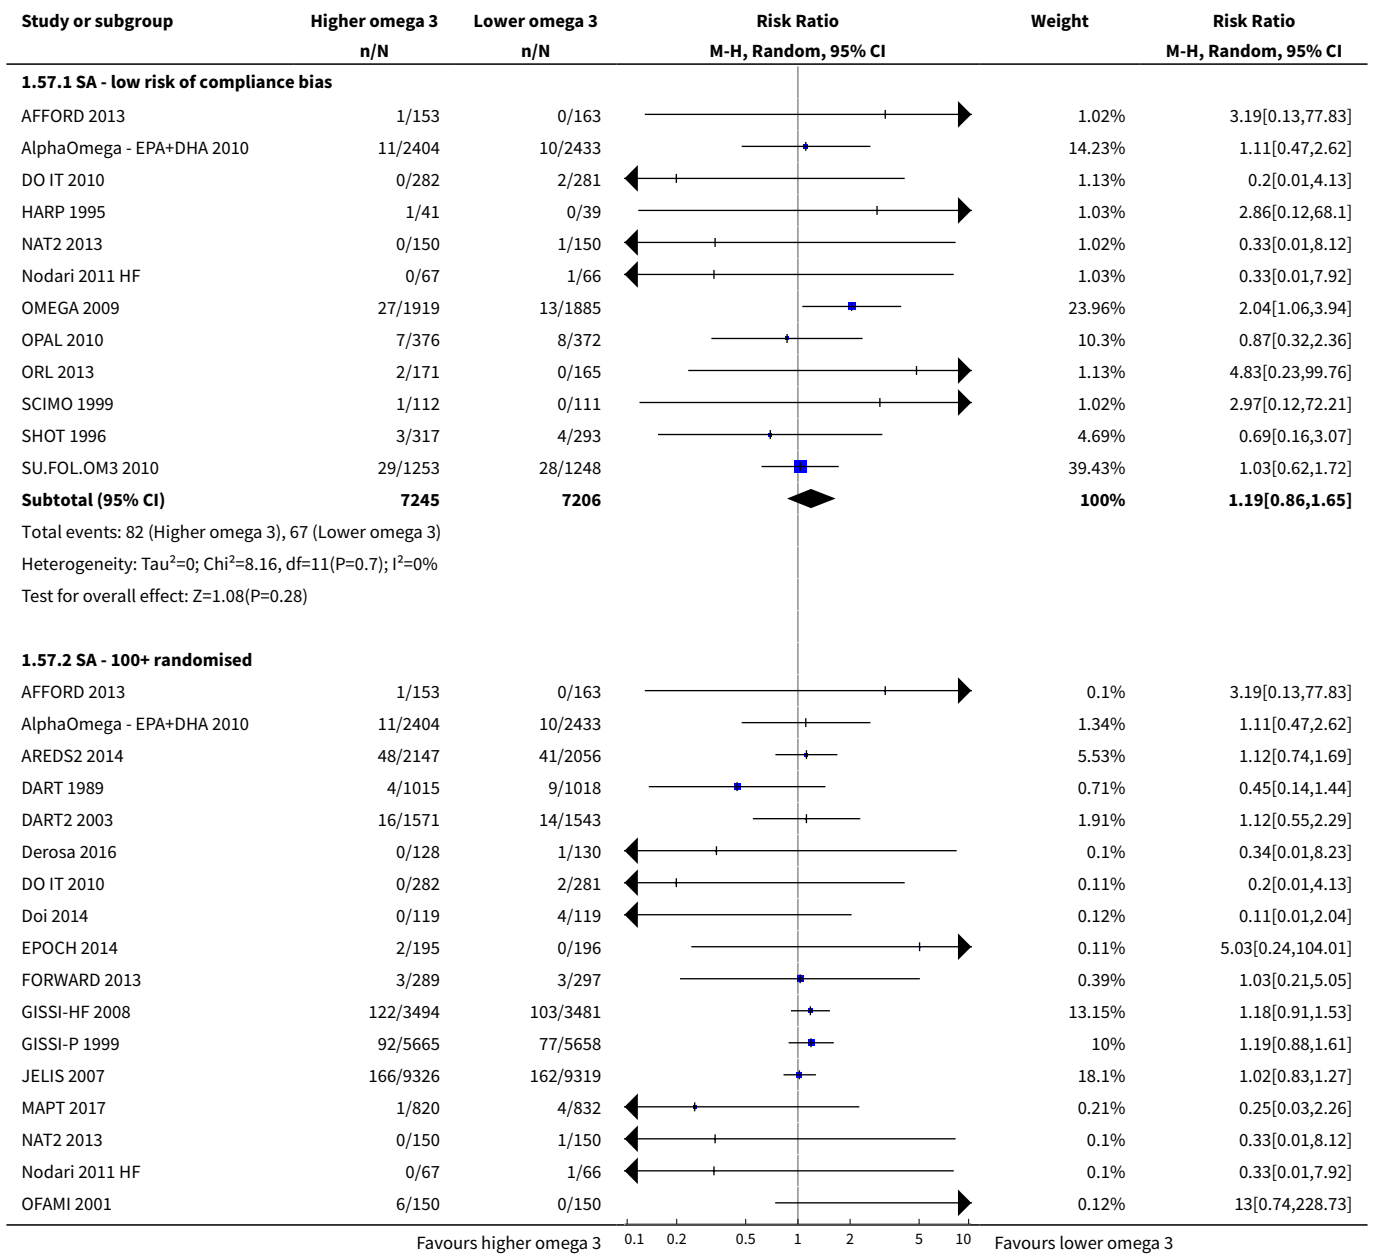 Study or subgroup Higher omega 3 Lower omega 3 Risk Ratio Weight Risk Ratio
n/N n/N M-H, Random, 95% CI M-H, Random, 95% CI
1.57.1 SA - low risk of compliance bias
AFFORD 2013 1/153 0/163 1.02% 3.19[0.13,77.83]
AlphaOmega - EPA+DHA 2010 11/2404 10/2433 14.23% 1.11[0.47,2.62]
DO IT 2010 0/282 2/281 1.13% 0.2[0.01,4.13]
HARP 1995 1/41 0/39 1.03% 2.86[0.12,68.1]
NAT2 2013 0/150 1/150 1.02% 0.33[0.01,8.12]
Nodari 2011 HF 0/67 1/66 1.03% 0.33[0.01,7.92]
OMEGA 2009 27/1919 13/1885 23.96% 2.04[1.06,3.94]
OPAL 2010 7/376 8/372 10.3% 0.87[0.32,2.36]
ORL 2013 2/171 0/165 1.13% 4.83[0.23,99.76]
SCIMO 1999 1/112 0/111 1.02% 2.97[0.12,72.21]
SHOT 1996 3/317 4/293 4.69% 0.69[0.16,3.07]
SU.FOL.OM3 2010 29/1253 28/1248 39.43% 1.03[0.62,1.72]
Subtotal (95% CI) 7245 7206 100% 1.19[0.86,1.65]
Total events: 82 (Higher omega 3), 67 (Lower omega 3)
Heterogeneity: Tau²=0; Chi²=8.16, df=11(P=0.7); I²=0%
Test for overall effect: Z=1.08(P=0.28)
1.57.2 SA - 100+ randomised
AFFORD 2013 1/153 0/163 0.1% 3.19[0.13,77.83]
AlphaOmega - EPA+DHA 2010 11/2404 10/2433 1.34% 1.11[0.47,2.62]
AREDS2 2014 48/2147 41/2056 5.53% 1.12[0.74,1.69]
DART 1989 4/1015 9/1018 0.71% 0.45[0.14,1.44]
DART2 2003 16/1571 14/1543 1.91% 1.12[0.55,2.29]
Derosa 2016 0/128 1/130 0.1% 0.34[0.01,8.23]
DO IT 2010 0/282 2/281 0.11% 0.2[0.01,4.13]
Doi 2014 0/119 4/119 0.12% 0.11[0.01,2.04]
EPOCH 2014 2/195 0/196 0.11% 5.03[0.24,104.01]
FORWARD 2013 3/289 3/297 0.39% 1.03[0.21,5.05]
GISSI-HF 2008 122/3494 103/3481 13.15% 1.18[0.91,1.53]
GISSI-P 1999 92/5665 77/5658 10% 1.19[0.88,1.61]
JELIS 2007 166/9326 162/9319 18.1% 1.02[0.83,1.27]
MAPT 2017 1/820 4/832 0.21% 0.25[0.03,2.26]
NAT2 2013 0/150 1/150 0.1% 0.33[0.01,8.12]
Nodari 2011 HF 0/67 1/66 0.1% 0.33[0.01,7.92]
OFAMI 2001 6/150 0/150 0.12% 13[0.74,228.73]
Favours higher omega 3 0.1 0.2 0.5 1 2 5 10 Favours lower omega 3